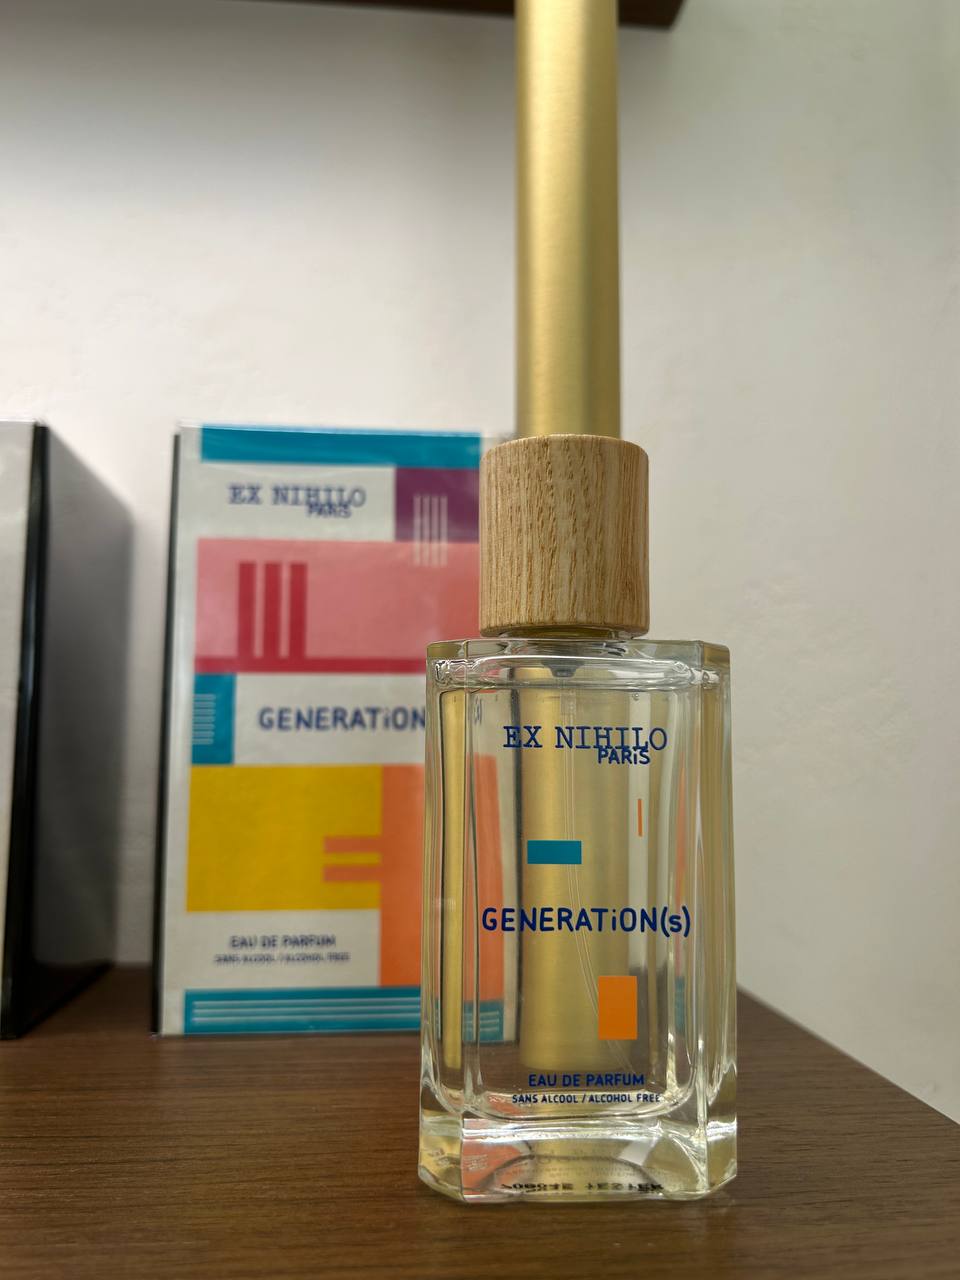 EX NIHILO
PARiS
GENERATiON
EAU DE PARFUM
SANS ALCOOL / ALCOHOL FREE
EX NIHILO
PARiS
GENERATiON(s)
EAU DE PARFUM
SANS ALCOOL / ALCOHOL FREE